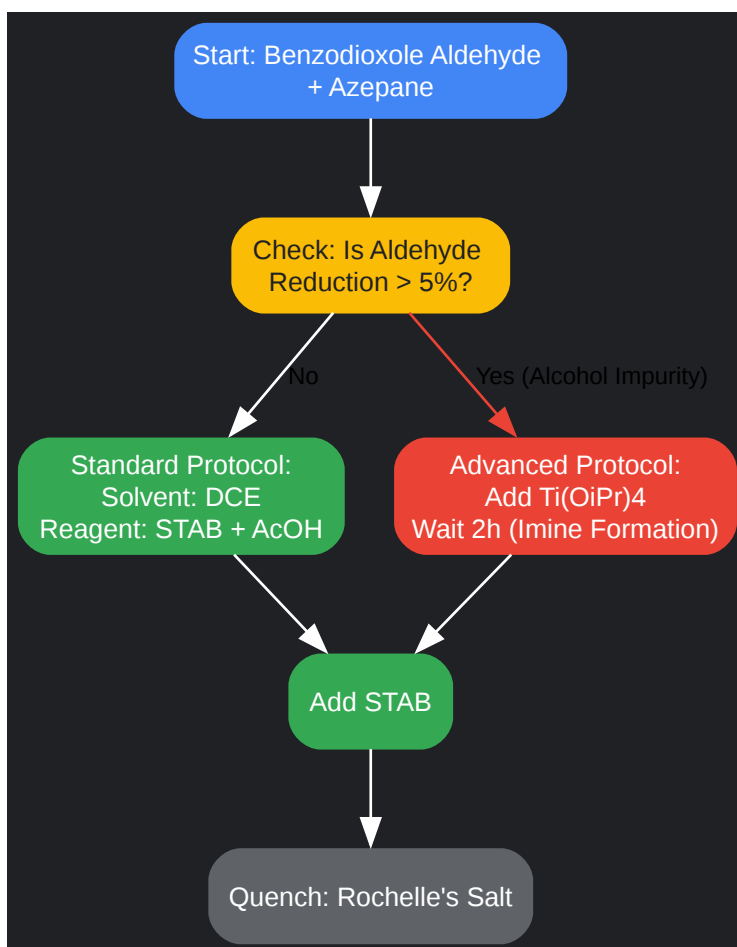 Start: Benzodioxole Aldehyde
+ Azepane
Check: Is Aldehyde
Reduction > 5%?
No
Yes (Alcohol Impurity)
Standard Protocol:
Solvent: DCE
Reagent: STAB + AcOH
Advanced Protocol:
Add Ti(OiPr)4
Wait 2h (Imine Formation)
Add STAB
Quench: Rochelle's Salt